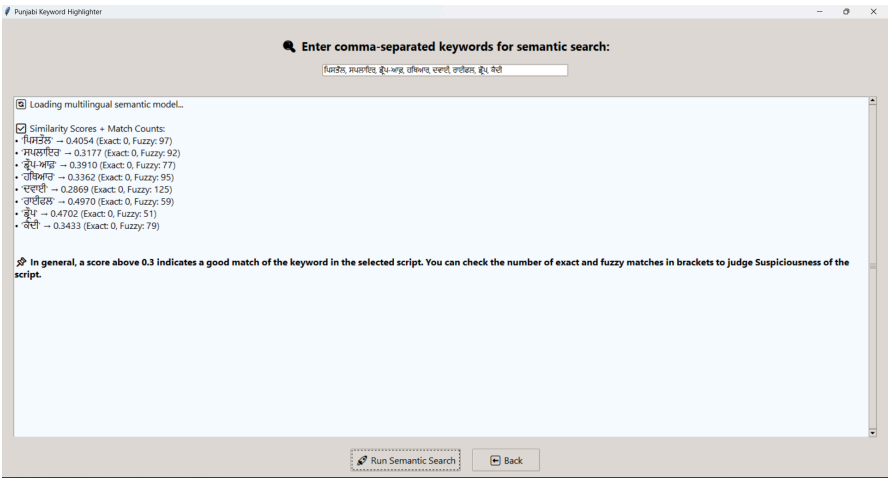 Punjabi Keyword Highlighter
Enter comma-separated keywords for semantic search:
ਪਿਸਤੌਲ, ਸਪਲਾਇਰ, ਡ੍ਰੌਪ-ਆਫ਼, ਹਥਿਆਰ, ਦਵਾਈ, ਰਾਈਫਲ, ਡ੍ਰੌਪ, ਕੈਦੀ
Loading multilingual semantic model...
Similarity Scores + Match Counts:
• 'ਪਿਸਤੌਲ' → 0.4054 (Exact: 0, Fuzzy: 97)
• 'ਸਪਲਾਇਰ' → 0.3177 (Exact: 0, Fuzzy: 92)
• 'ਡ੍ਰੌਪ-ਆਫ਼' → 0.3910 (Exact: 0, Fuzzy: 77)
• 'ਹਥਿਆਰ' → 0.3362 (Exact: 0, Fuzzy: 95)
• 'ਦਵਾਈ' → 0.2869 (Exact: 0, Fuzzy: 125)
• 'ਰਾਈਫਲ' → 0.4970 (Exact: 0, Fuzzy: 59)
• 'ਡ੍ਰੌਪ' → 0.4702 (Exact: 0, Fuzzy: 51)
• 'ਕੈਦੀ' → 0.3433 (Exact: 0, Fuzzy: 79)
In general, a score above 0.3 indicates a good match of the keyword in the selected script. You can check the number of exact and fuzzy matches in brackets to judge Suspiciousness of the
script.
Run Semantic Search
Back